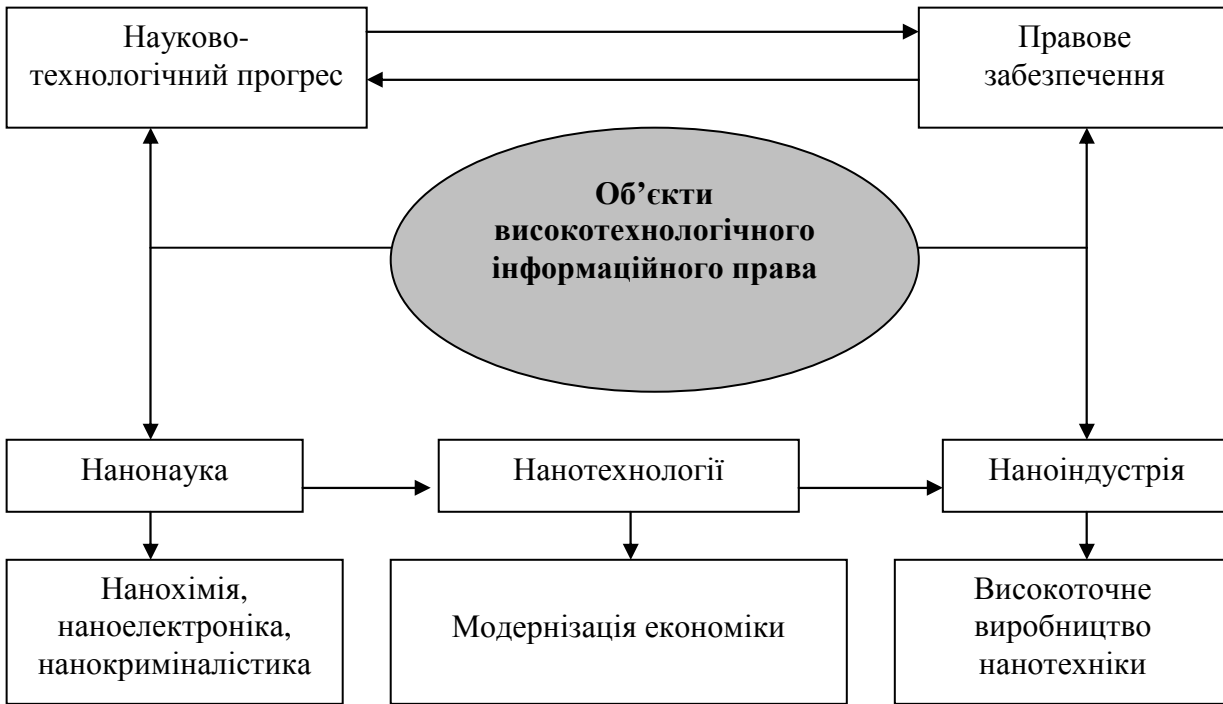 Науково-
технологічний прогрес
Правове
забезпечення
Об’єкти
високотехнологічного
інформаційного права
Нанонаука
Нанотехнології
Наноіндустрія
Нанохімія,
наноелектроніка,
нанокриміналістика
Модернізація економіки
Високоточне
виробництво
нанотехніки